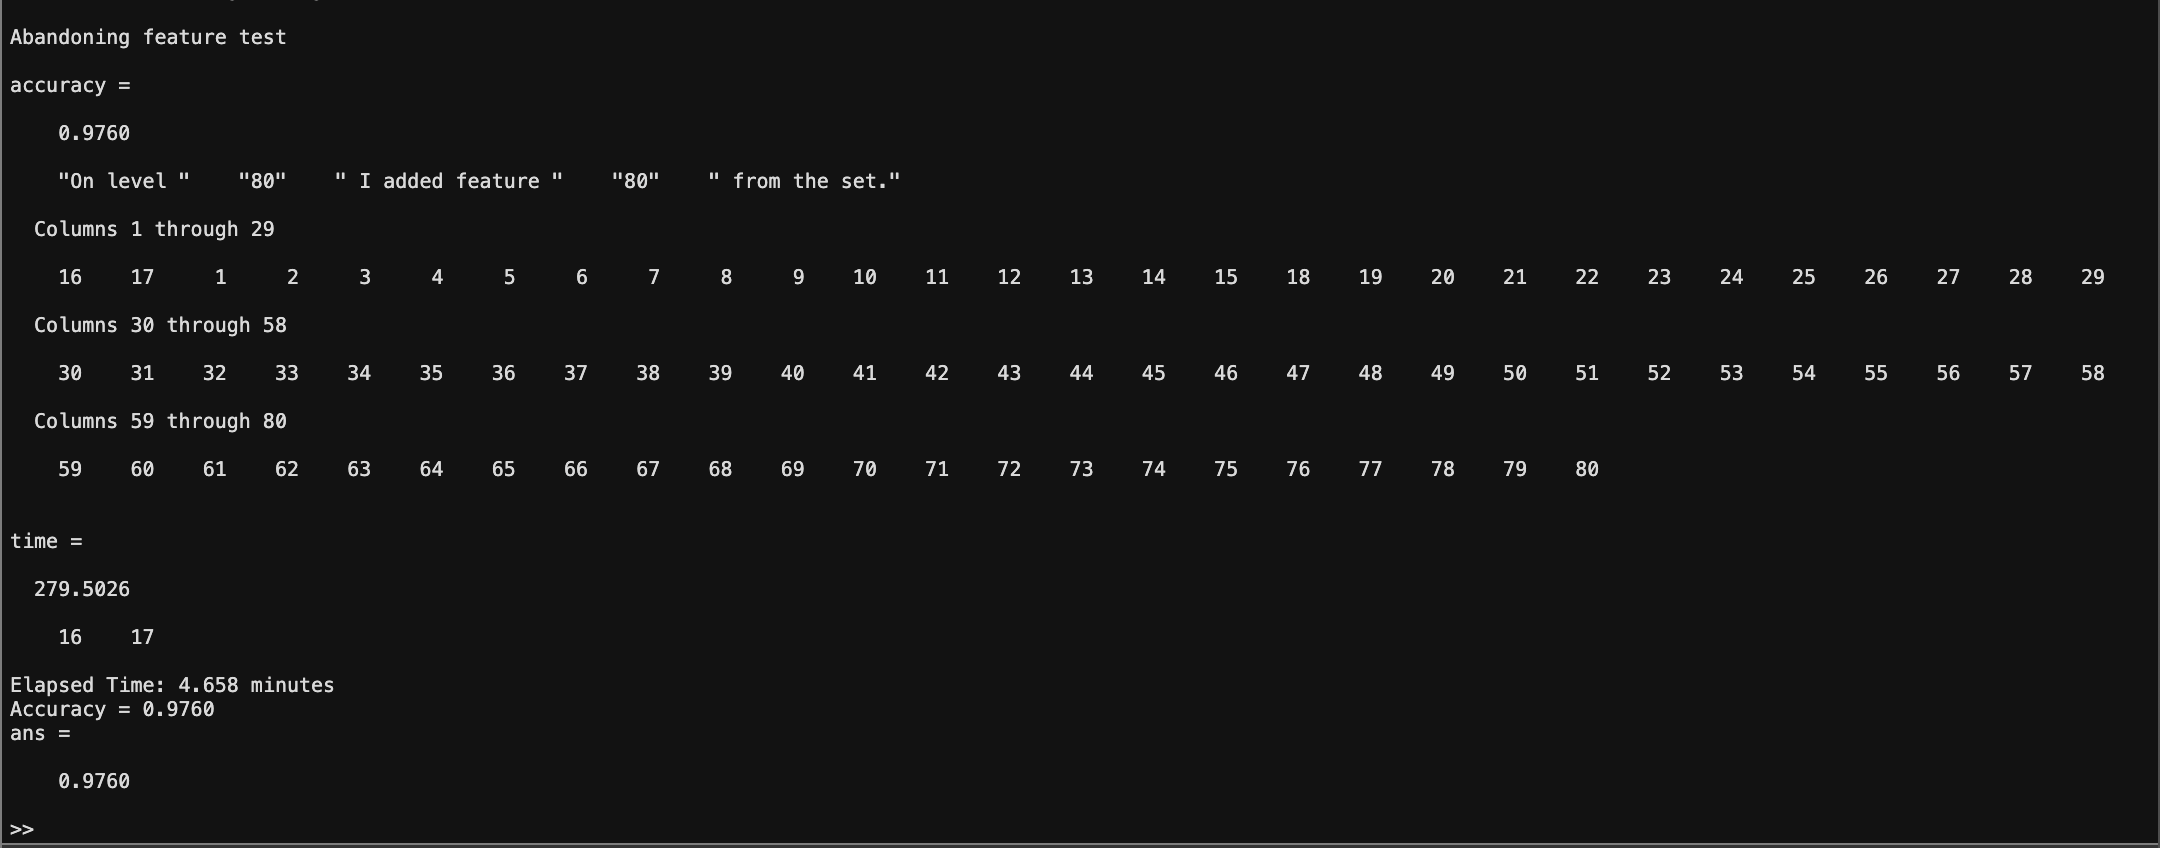 Abandoning feature test
accuracy =
0.9760
"On level "    "80"    " I added feature "    "80"    " from the set."
Columns 1 through 29
16    17     1     2     3     4     5     6     7     8     9    10    11    12    13    14    15    18    19    20    21    22    23    24    25    26    27    28    29
Columns 30 through 58
30    31    32    33    34    35    36    37    38    39    40    41    42    43    44    45    46    47    48    49    50    51    52    53    54    55    56    57    58
Columns 59 through 80
59    60    61    62    63    64    65    66    67    68    69    70    71    72    73    74    75    76    77    78    79    80
time =
279.5026
16    17
Elapsed Time: 4.658 minutes
Accuracy = 0.9760
ans =
0.9760
>>